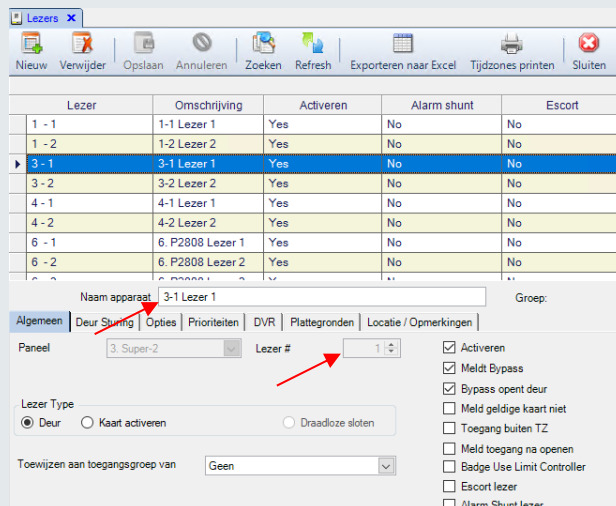 Lezers
Nieuw Verwijder Opslaan Annuleren Zoeken Refresh Exporteren naar Excel Tijdzones printen Sluiten
Lezer Omschrijving Activeren Alarm shunt Escort
1 - 1 1-1 Lezer 1 Yes No No
1 - 2 1-2 Lezer 2 Yes No No
3 - 1 3-1 Lezer 1 Yes No No
3 - 2 3-2 Lezer 2 Yes No No
4 - 1 4-1 Lezer 1 Yes No No
4 - 2 4-2 Lezer 2 Yes No No
6 - 1 6. P2808 Lezer 1 Yes No No
6 - 2 6. P2808 Lezer 2 Yes No No
Naam apparaat 3-1 Lezer 1 Groep:
Algemeen Deur Sturing Opties Prioriteiten DVR Plattegronden Locatie / Opmerkingen
Paneel 3. Super-2 Lezer # 1
Activeren
Meldt Bypass
Bypass opent deur
Meld geldige kaart niet
Lezer Type
Deur Kaart activeren Draadloze sloten
Toegang buiten TZ
Meld toegang na openen
Toewijzen aan toegangsgroep van Geen
Badge Use Limit Controller
Escort lezer
Alarm Shunt lezer